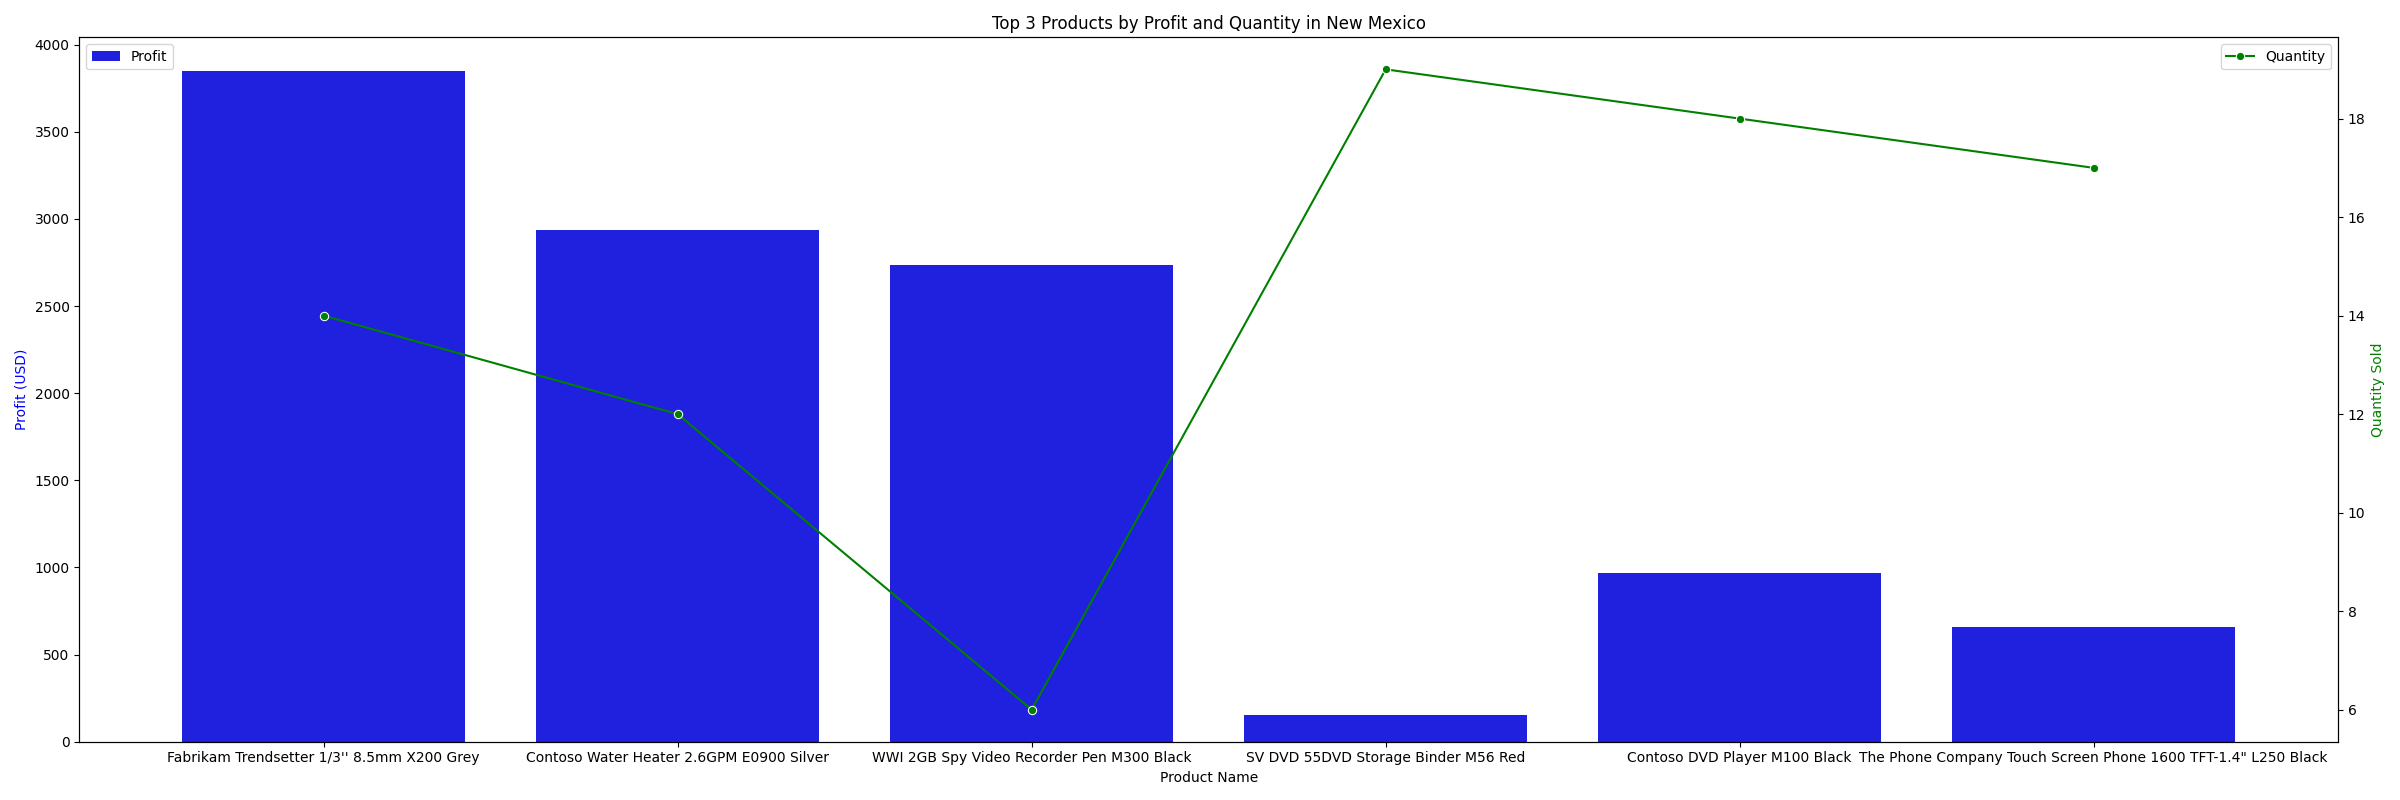 Top 3 Products by Profit and Quantity in New Mexico
Profit
Quantity
4000
3500
3000
2500
2000
1500
1000
500
0
Profit (USD)
18
16
14
12
10
8
6
Quantity Sold
Fabrikam Trendsetter 1/3'' 8.5mm X200 Grey
Contoso Water Heater 2.6GPM E0900 Silver
WWI 2GB Spy Video Recorder Pen M300 Black
SV DVD 55DVD Storage Binder M56 Red
Contoso DVD Player M100 Black
The Phone Company Touch Screen Phone 1600 TFT-1.4" L250 Black
Product Name